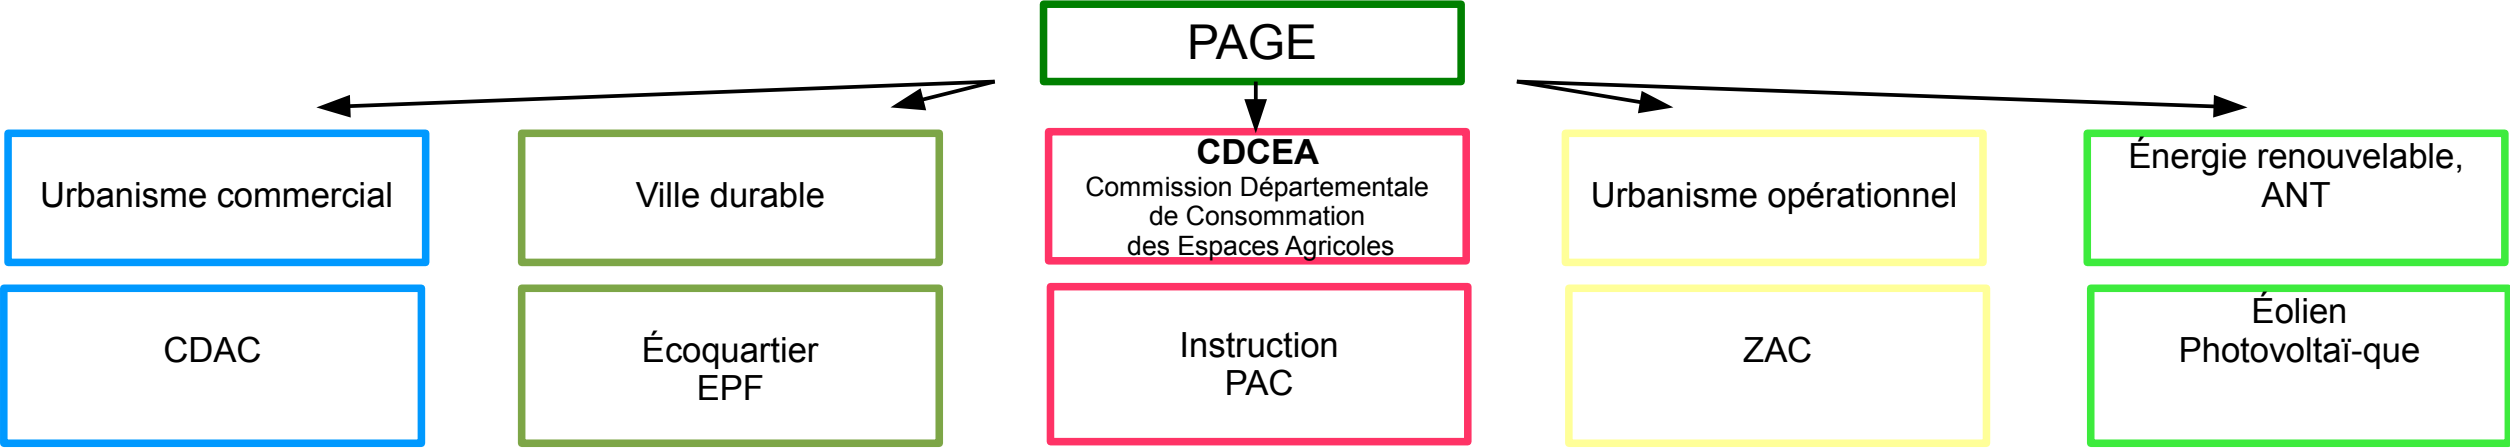 PAGE
Urbanisme commercial
Ville durable
CDCEA
Commission Départementale
de Consommation
des Espaces Agricoles
Urbanisme opérationnel
Énergie renouvelable,
ANT
CDAC
Écoquartier
EPF
Instruction
PAC
ZAC
Éolien
Photovoltaï-que